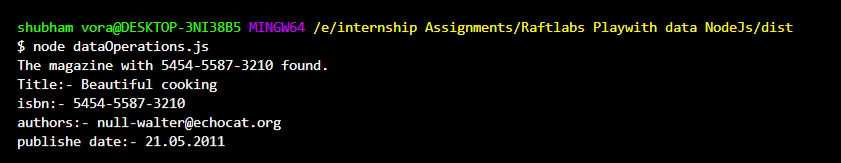 shubham vora@DESKTOP-3NI38B5 MINGW64 /e/internship Assignments/Raftlabs Playwith data NodeJs/dist
$ node dataOperations.js
The magazine with 5454-5587-3210 found.
Title:- Beautiful cooking
isbn:- 5454-5587-3210
authors:- null-walter@echocat.org
publishe date:- 21.05.2011